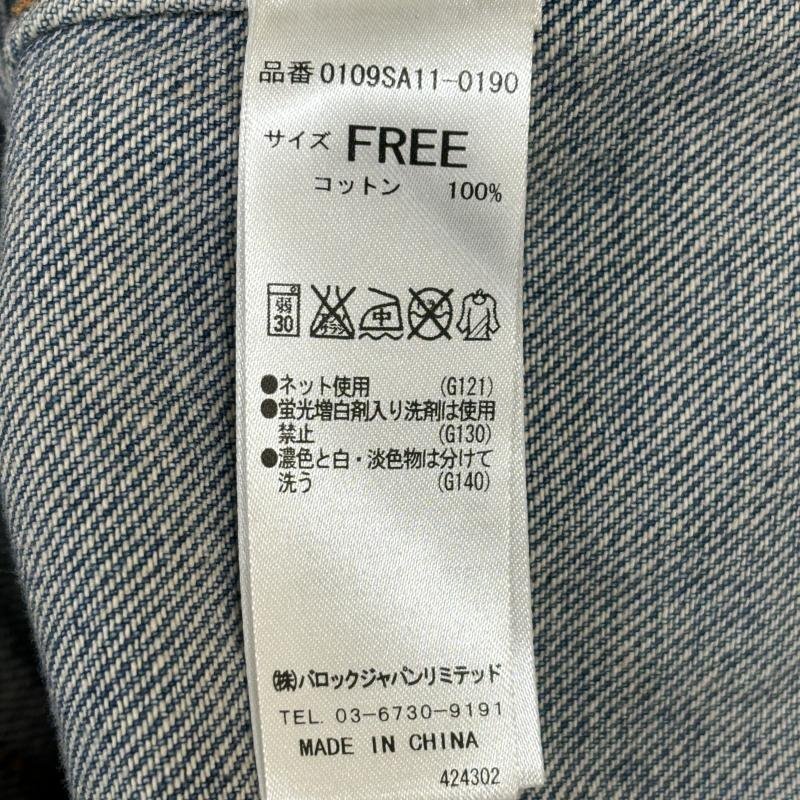 品番 0109SA11-0190
サイズ FREE
コットン 100%
弱
30
中
●ネット使用 (G121)
●蛍光増白剤入り洗剤は使用
禁止 (G130)
●濃色と白・淡色物は分けて
洗う (G140)
㈱バロックジャパンリミテッド
TEL. 03-6730-9191
MADE IN CHINA
424302